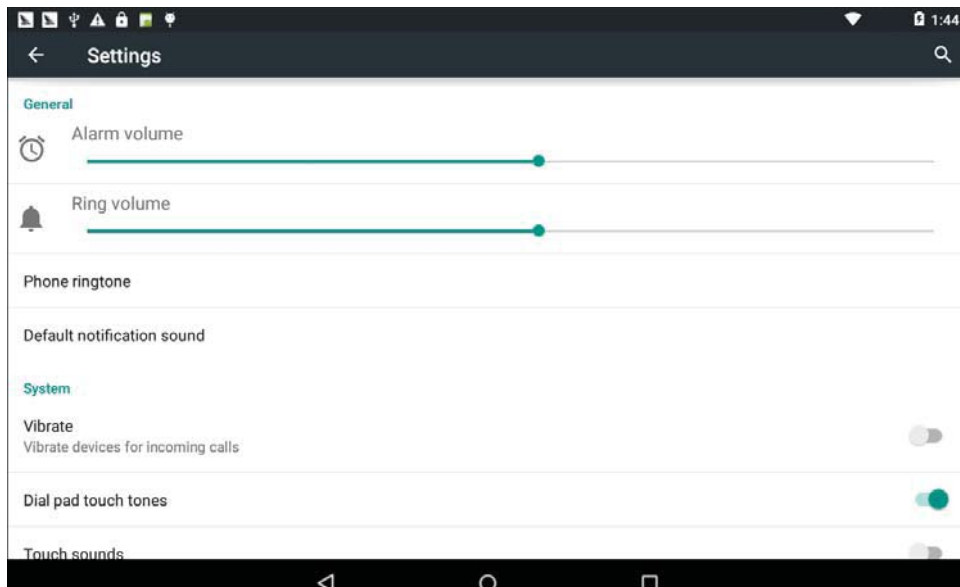 1:44
Settings
General
Alarm volume
Ring volume
Phone ringtone
Default notification sound
System
Vibrate
Vibrate devices for incoming calls
Dial pad touch tones
Touch sounds